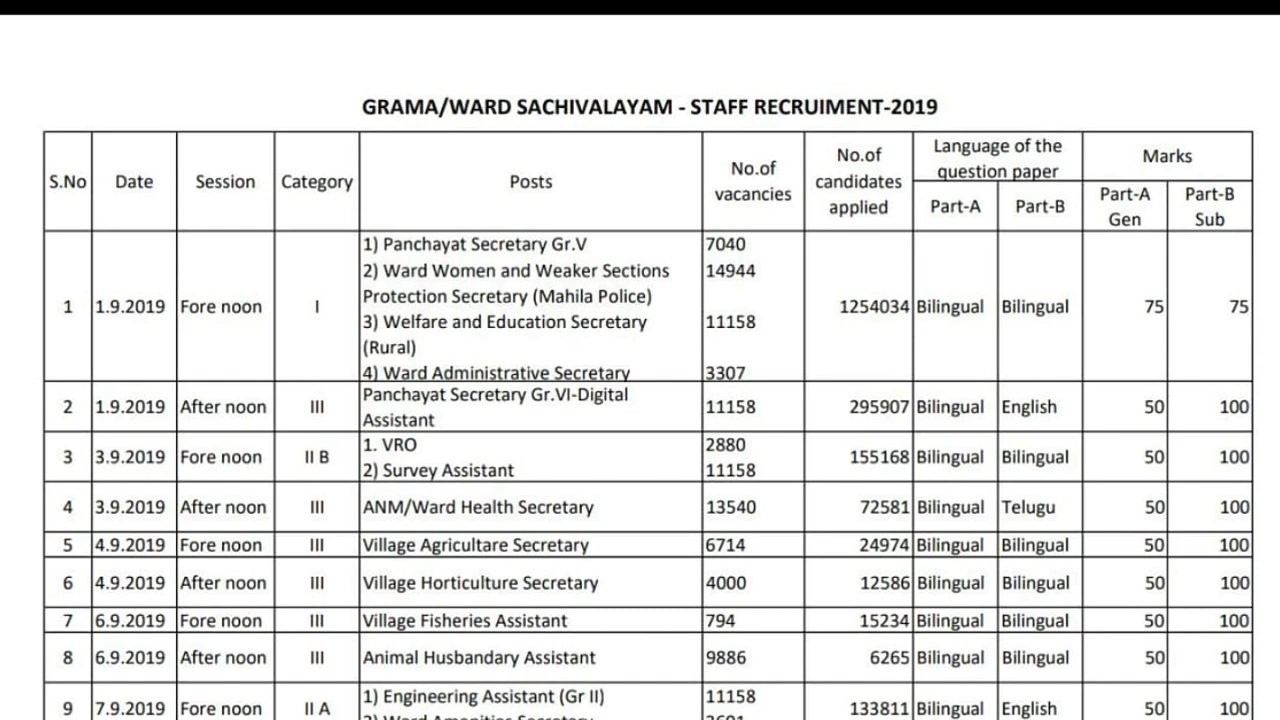 GRAMA/WARD SACHIVALAYAM - STAFF RECRUIMENT-2019
S.No Date Session Category Posts No.of vacancies No.of candidates applied Language of the question paper Marks
Part-A Part-B Part-A Gen Part-B Sub
1 1.9.2019 Fore noon I 1) Panchayat Secretary Gr.V 7040 1254034 Bilingual Bilingual 75 75
2) Ward Women and Weaker Sections 14944
Protection Secretary (Mahila Police)
3) Welfare and Education Secretary 11158
(Rural)
4) Ward Administrative Secretary 3307
2 1.9.2019 After noon III Panchayat Secretary Gr.VI-Digital Assistant 11158 295907 Bilingual English 50 100
3 3.9.2019 Fore noon II B 1. VRO 2880 155168 Bilingual Bilingual 50 100
2) Survey Assistant 11158
4 3.9.2019 After noon III ANM/Ward Health Secretary 13540 72581 Bilingual Telugu 50 100
5 4.9.2019 Fore noon III Village Agricultare Secretary 6714 24974 Bilingual Bilingual 50 100
6 4.9.2019 After noon III Village Horticulture Secretary 4000 12586 Bilingual Bilingual 50 100
7 6.9.2019 Fore noon III Village Fisheries Assistant 794 15234 Bilingual Bilingual 50 100
8 6.9.2019 After noon III Animal Husbandary Assistant 9886 6265 Bilingual Bilingual 50 100
9 7.9.2019 Fore noon II A 1) Engineering Assistant (Gr II) 11158 133811 Bilingual English 50 100